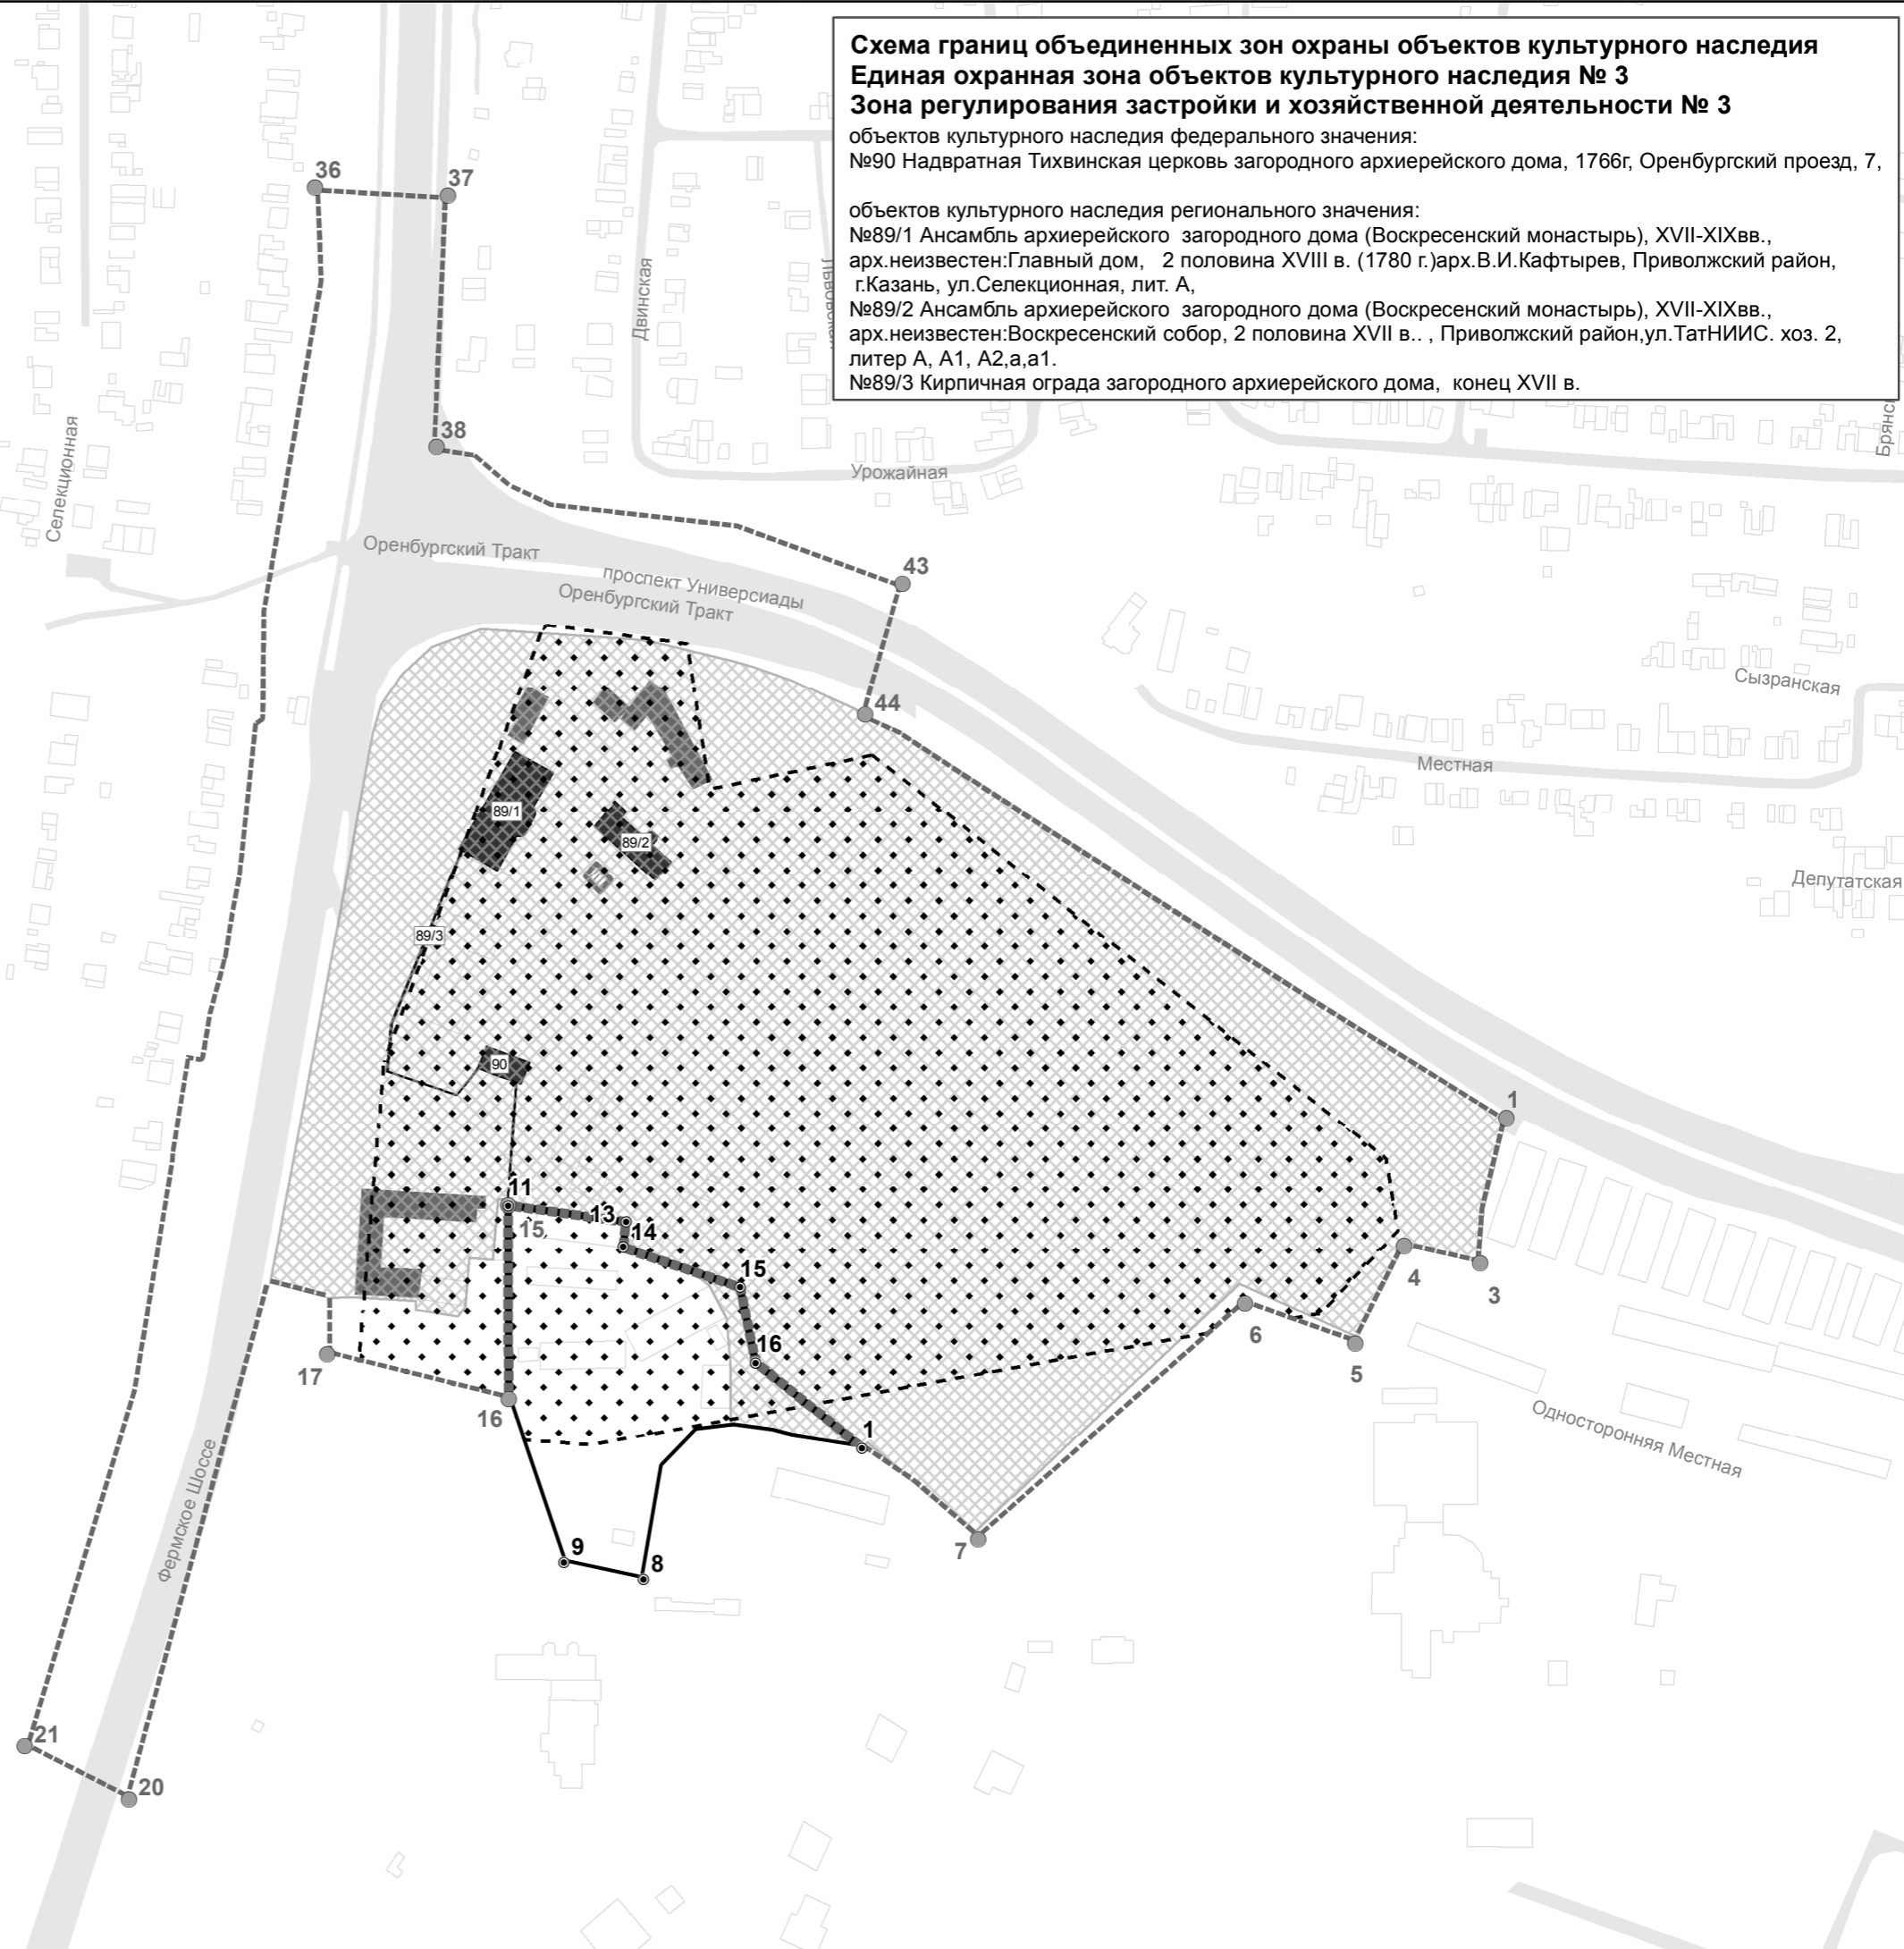 Схема границ объединенных зон охраны объектов культурного наследия
Единая охранная зона объектов культурного наследия № 3
Зона регулирования застройки и хозяйственной деятельности № 3
объектов культурного наследия федерального значения:
№90 Надвратная Тихвинская церковь загородного архиерейского дома, 1766г, Оренбургский проезд, 7,
объектов культурного наследия регионального значения:
№89/1 Ансамбль архиерейского загородного дома (Воскресенский монастырь), XVII-XIXвв.,
арх.неизвестен:Главный дом, 2 половина XVIII в. (1780 г.)арх.В.И.Кафтырев, Приволжский район,
г.Казань, ул.Селекционная, лит. А,
№89/2 Ансамбль архиерейского загородного дома (Воскресенский монастырь), XVII-XIXвв.,
арх.неизвестен:Воскресенский собор, 2 половина XVII в.. , Приволжский район,ул.ТатНИИС. хоз. 2,
литер А, А1, А2,а,а1.
№89/3 Кирпичная ограда загородного архиерейского дома, конец XVII в.
36
37
Двинская
38
Селекционная
Урожайная
Оренбургский Тракт
проспект Универсиады
Оренбургский Тракт
43
44
Сызранская
Местная
Депутатская
89/1
89/2
89/3
90
1
11
13
15
14
15
16
4
3
6
5
17
16
1
7
Односторонняя Местная
Фермское Шоссе
9
8
21
20